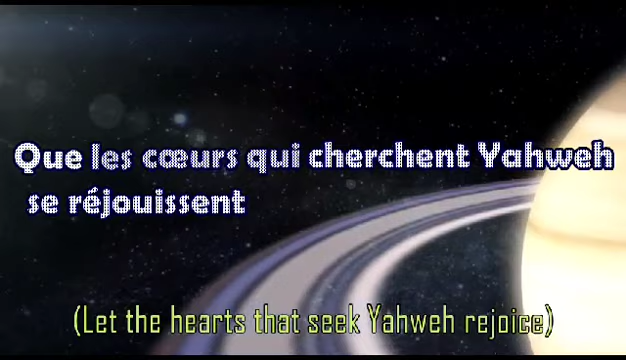 Que les cœurs qui cherchent Yahweh
se réjouissent
(Let the hearts that seek Yahweh rejoice)